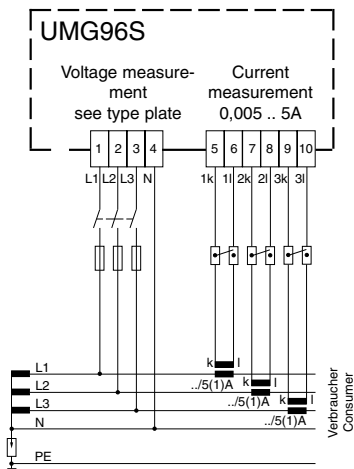 UMG96S
Voltage measure-
ment
see type plate
Current
measurement
0,005 .. 5A
1 2 3 4 5 6 7 8 9 10
L1 L2 L3 N 1k 1l 2k 2l 3k 3l
L1
k l
../5(1)A
L2
k l
../5(1)A
L3
k l
../5(1)A
N
PE
Verbraucher
Consumer